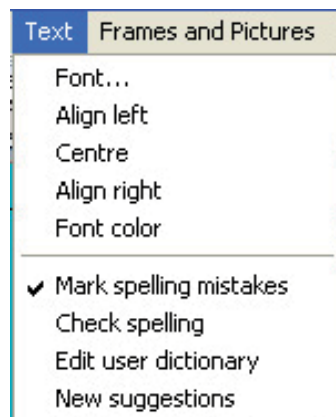 Text Frames and Pictures
Font...
Align left
Centre
Align right
Font color
Mark spelling mistakes
Check spelling
Edit user dictionary
New suggestions